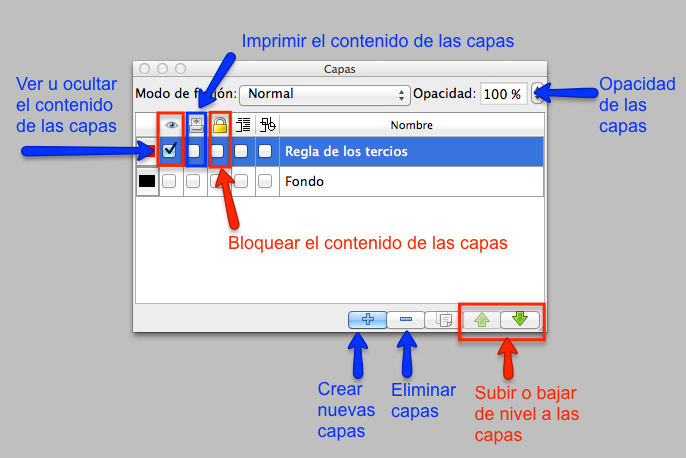 Imprimir el contenido de las capas
Capas
Ver u ocultar
el contenido
de las capas
Modo de fusión: Normal Opacidad: 100 %
Opacidad
de las
capas
Nombre
Regla de los tercios
Fondo
Bloquear el contenido de las capas
Crear
nuevas
capas
Eliminar
capas
Subir o bajar
de nivel a las
capas